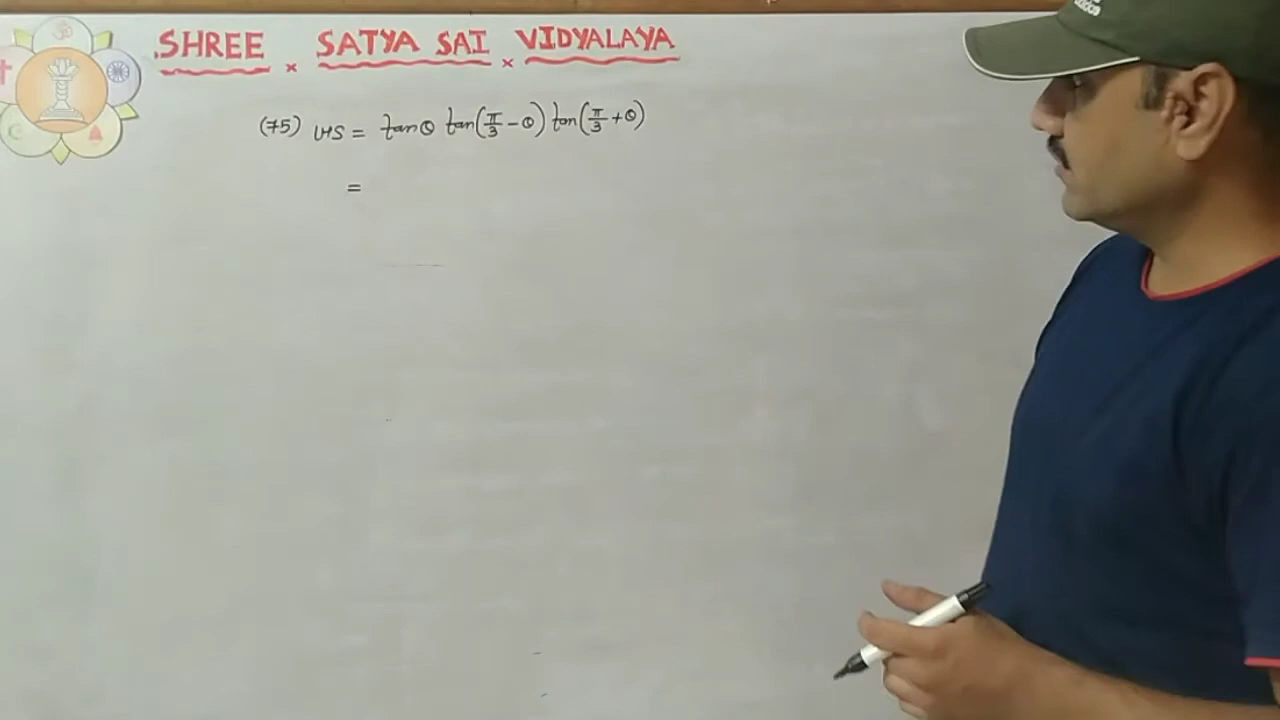 SHREE × SATYA SAI × VIDYALAYA
(75) LHS = tanθ tan(π/3 − θ) tan(π/3 + θ)
=